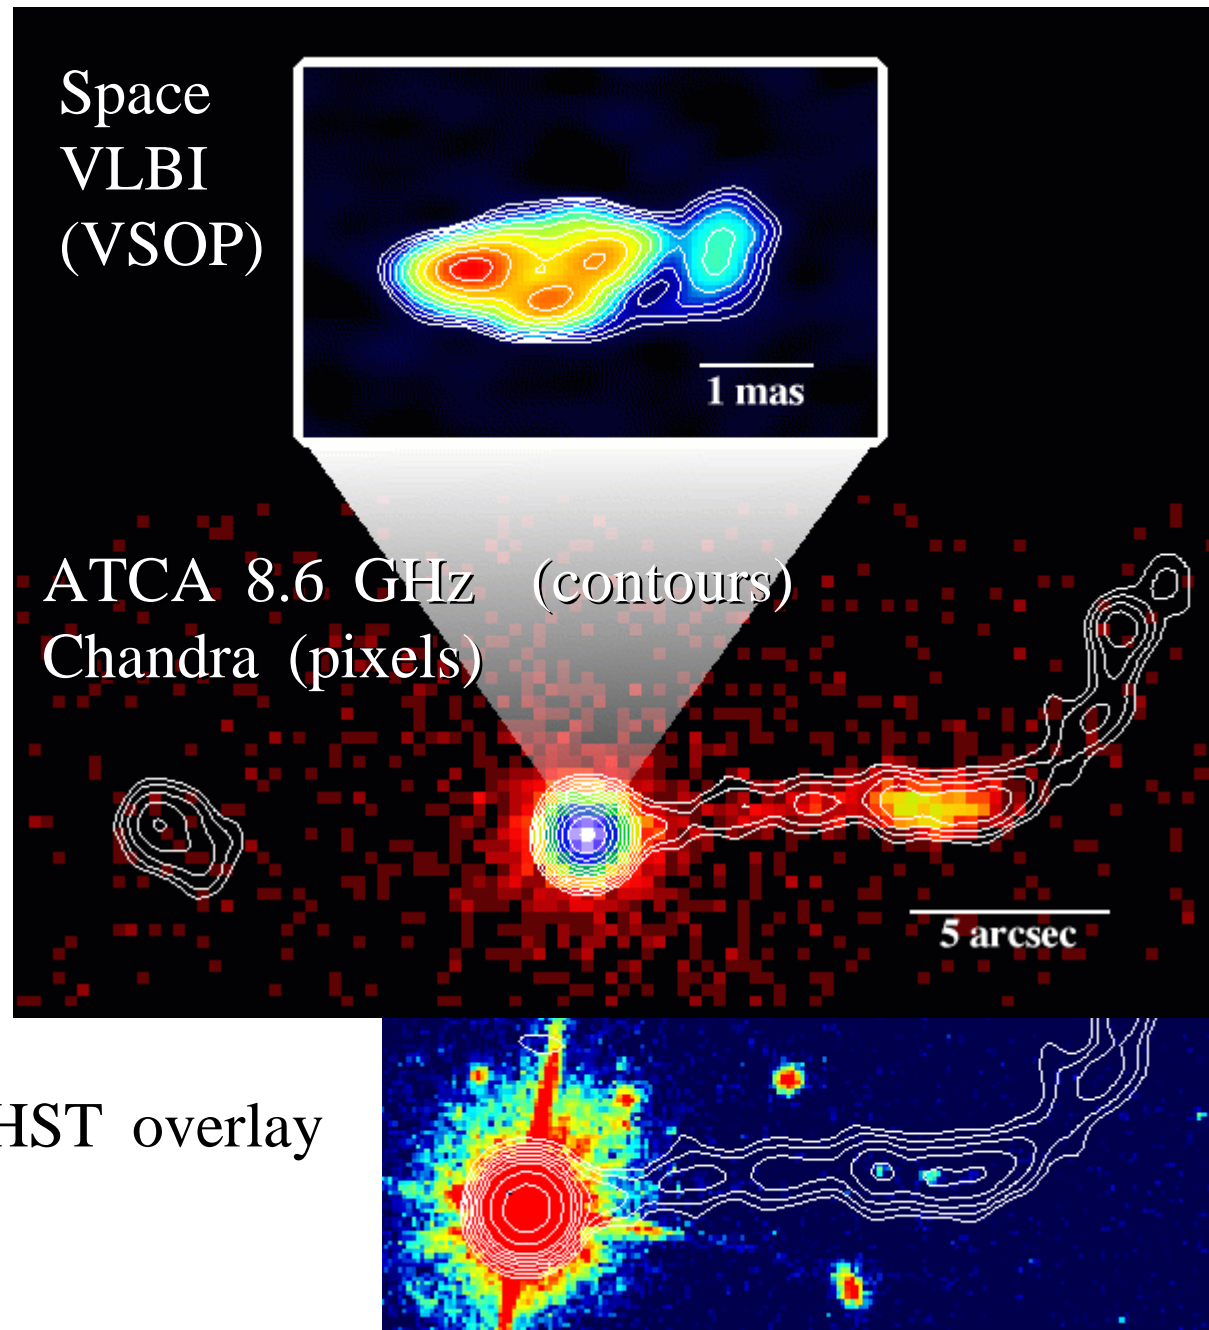 Space
VLBI
(VSOP)
1 mas
ATCA 8.6 GHz (contours)
Chandra (pixels)
5 arcsec
HST overlay